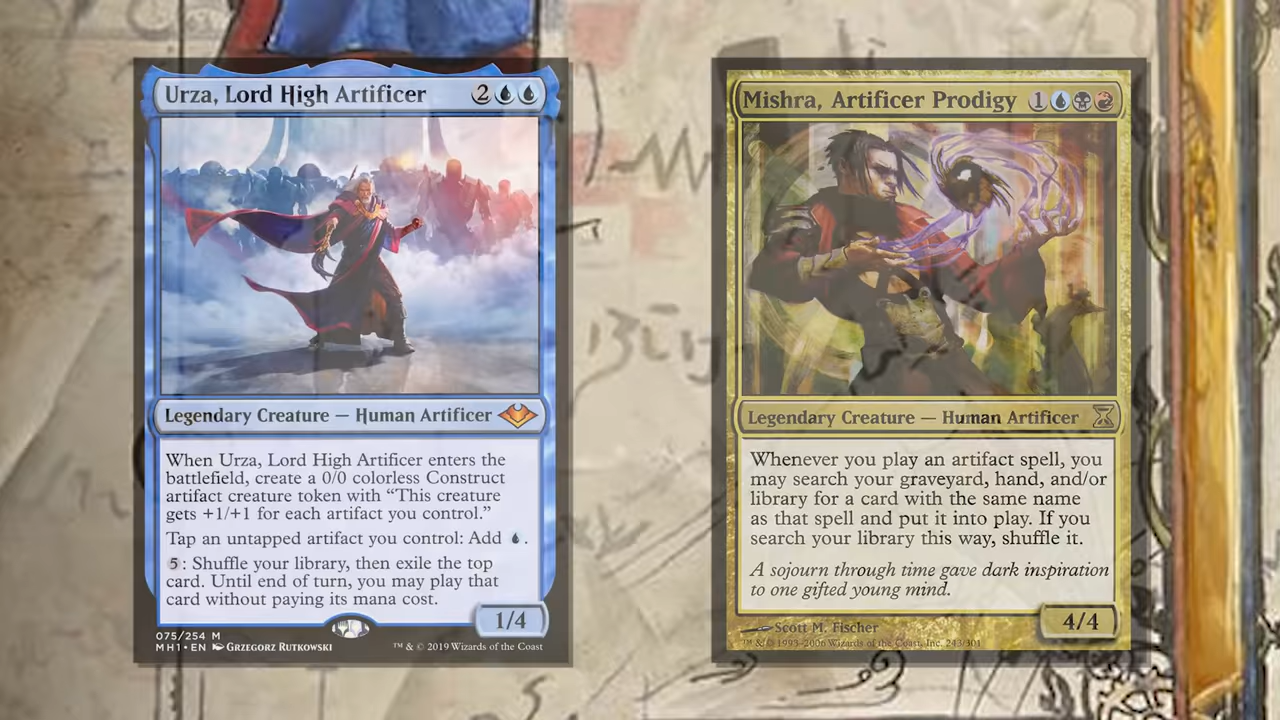 Urza, Lord High Artificer 2
Legendary Creature — Human Artificer
When Urza, Lord High Artificer enters the
battlefield, create a 0/0 colorless Construct
artifact creature token with “This creature
gets +1/+1 for each artifact you control.”
Tap an untapped artifact you control: Add .
5: Shuffle your library, then exile the top
card. Until end of turn, you may play that
card without paying its mana cost.
1/4
075/254 M
MH1 • EN GRZEGORZ RUTKOWSKI
™ & © 2019 Wizards of the Coast
Mishra, Artificer Prodigy 1
Legendary Creature — Human Artificer
Whenever you play an artifact spell, you
may search your graveyard, hand, and/or
library for a card with the same name
as that spell and put it into play. If you
search your library this way, shuffle it.
A sojourn through time gave dark inspiration
to one gifted young mind.
4/4
Scott M. Fischer
™ & © 1993–2006 Wizards of the Coast, Inc. 243/301